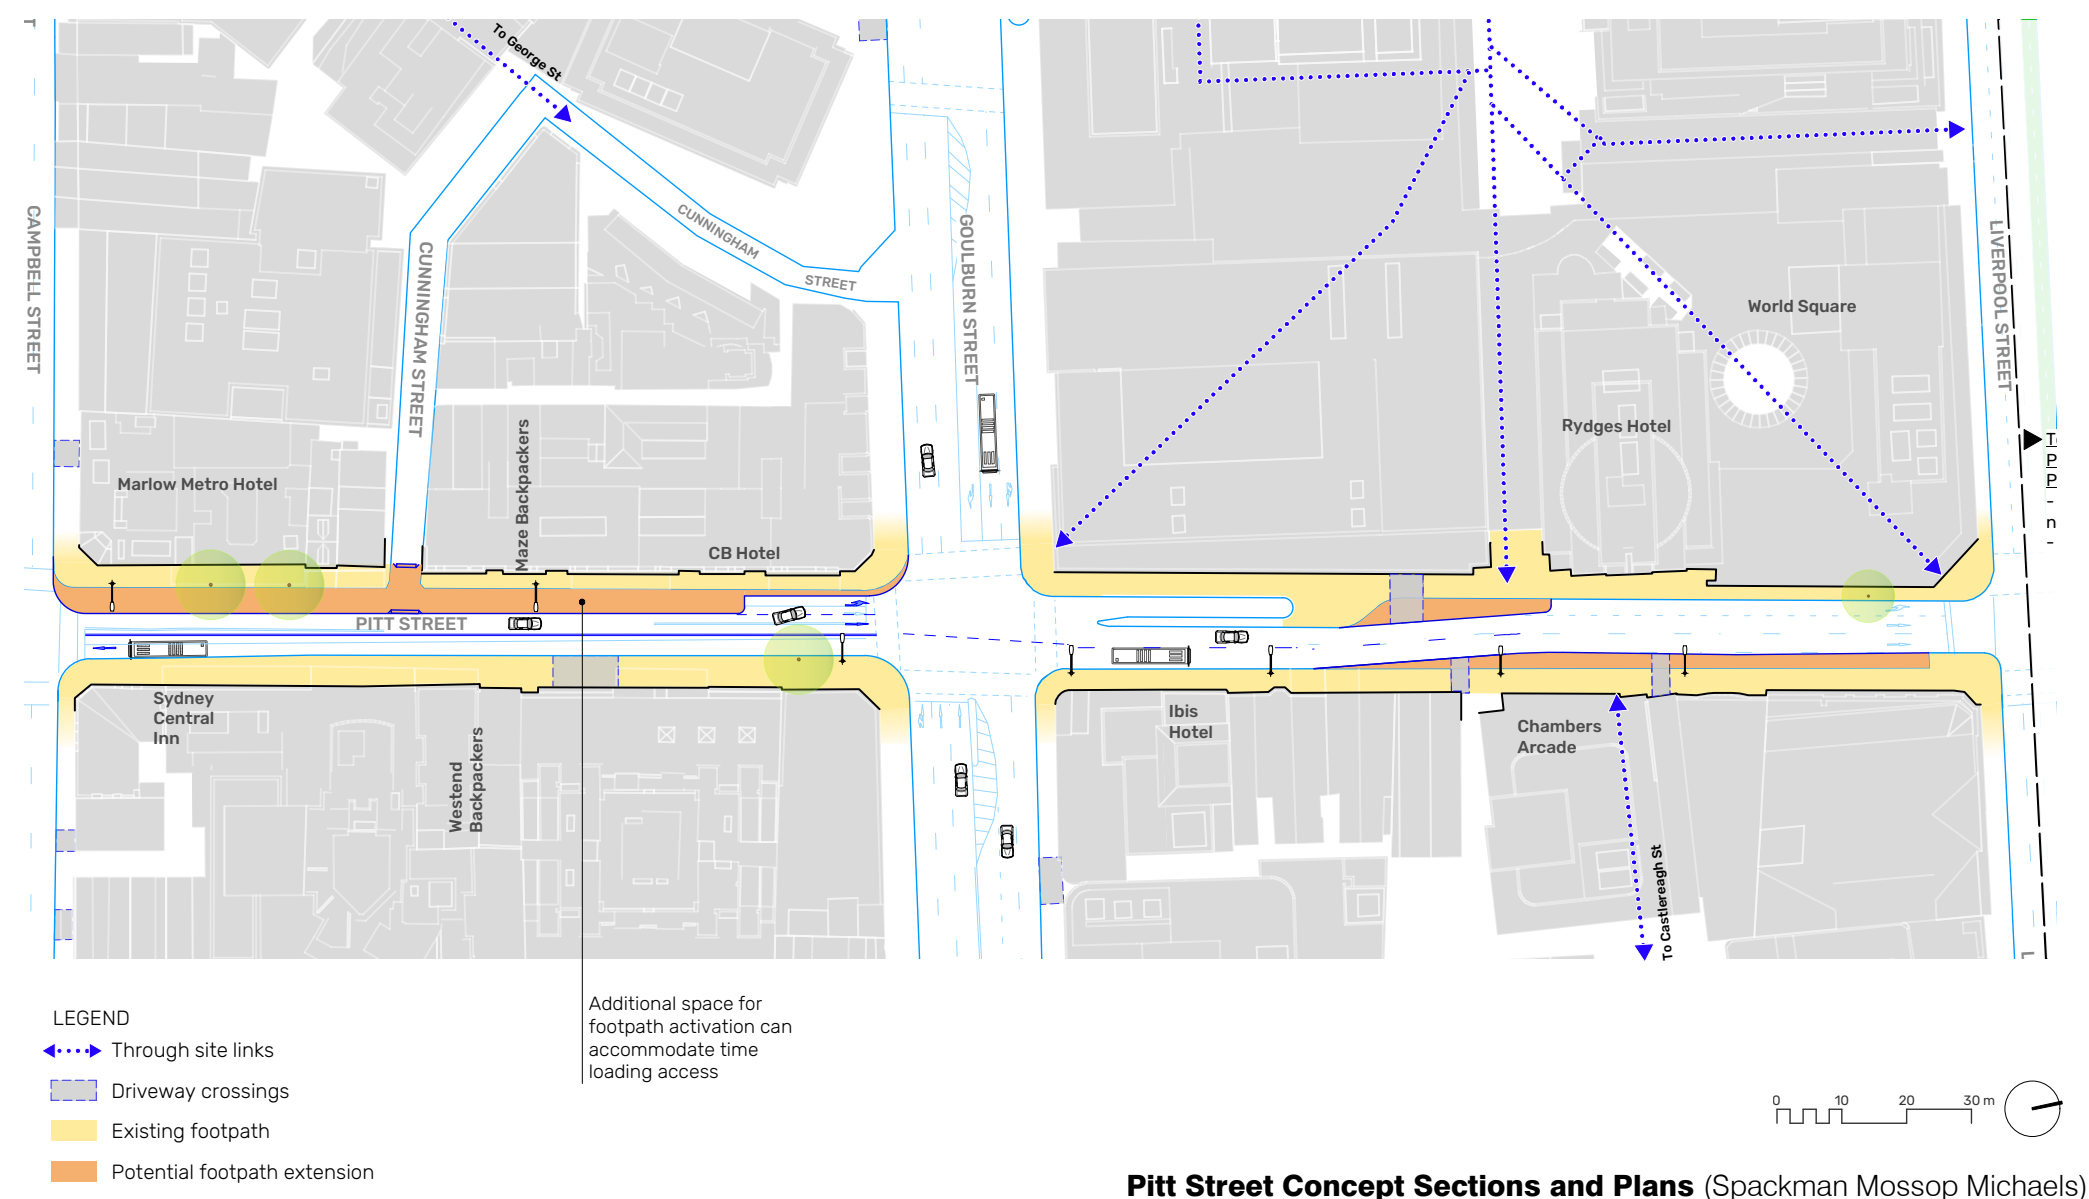 To George St
CAMPBELL STREET
CUNNINGHAM STREET
CUNNINGHAM
STREET
GOULBURN STREET
LIVERPOOL STREET
World Square
Rydges Hotel
Marlow Metro Hotel
Maze Backpackers
CB Hotel
PITT STREET
T
P
P
-
n
-
Sydney
Central
Inn
Westend
Backpackers
Ibis
Hotel
Chambers
Arcade
To Castlereagh St
L
Additional space for
footpath activation can
accommodate time
loading access
LEGEND
Through site links
Driveway crossings
Existing footpath
Potential footpath extension
0 10 20 30 m
Pitt Street Concept Sections and Plans (Spackman Mossop Michaels)